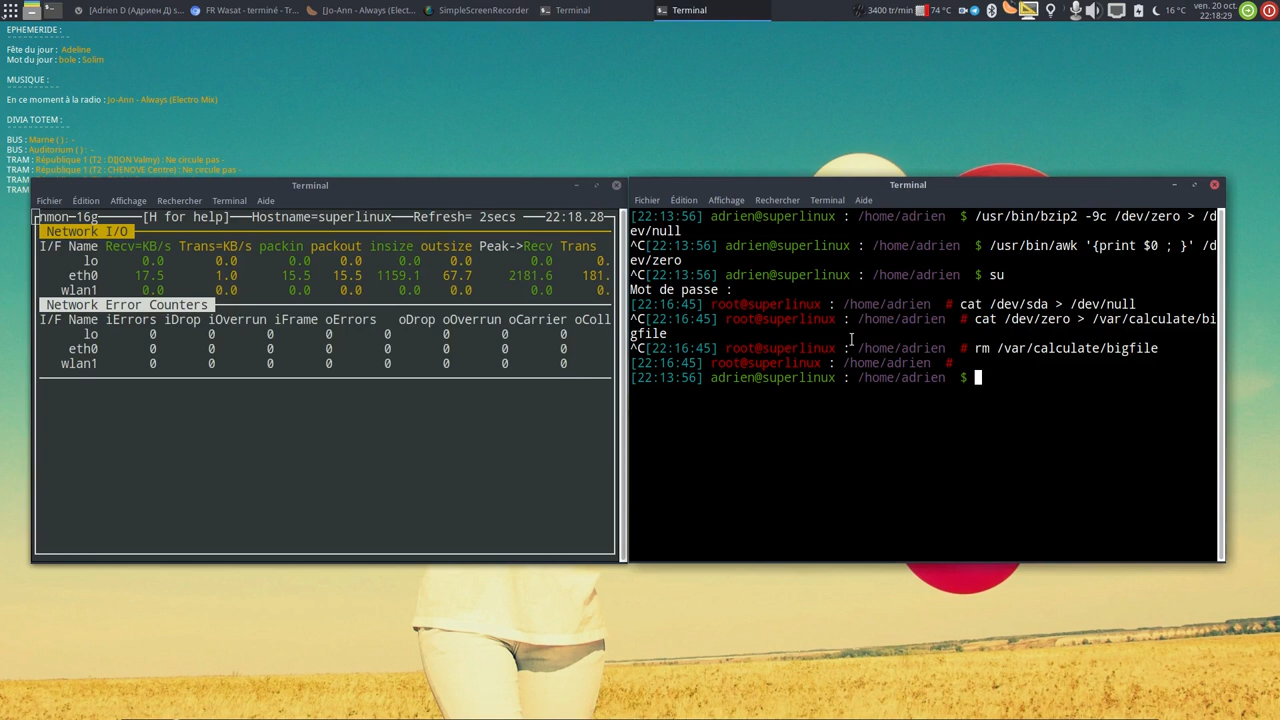 [Adrien D (Адриен Д) s...
FR Wasat - terminé - Tr...
[Jo-Ann - Always (Elect...
SimpleScreenRecorder
Terminal
Terminal
3400 tr/min
74 °C
16 °C
ven. 20 oct.
22:18:29
EPHEMERIDE :
Fête du jour : Adeline
Mot du jour : bole : Solim
MUSIQUE :
En ce moment à la radio : Jo-Ann - Always (Electro Mix)
DIVIA TOTEM :
BUS : Marne ( ) : -
BUS : Auditorium ( ) : -
TRAM : République 1 (T2 : DIJON Valmy) : Ne circule pas -
TRAM : République 1 (T2 : CHENOVE Centre) : Ne circule pas -
TRAM
TRAM
Terminal
Fichier Édition Affichage Rechercher Terminal Aide
nmon-16g [H for help] Hostname=superlinux Refresh= 2secs 22:18.28
Network I/O
I/F Name Recv=KB/s Trans=KB/s packin packout insize outsize Peak->Recv Trans
lo 0.0 0.0 0.0 0.0 0.0 0.0 0.0 0.
eth0 17.5 1.0 15.5 15.5 1159.1 67.7 2181.6 181.
wlan1 0.0 0.0 0.0 0.0 0.0 0.0 0.0 0.
Network Error Counters
I/F Name iErrors iDrop iOverrun iFrame oErrors oDrop oOverrun oCarrier oColl
lo 0 0 0 0 0 0 0 0
eth0 0 0 0 0 0 0 0 0
wlan1 0 0 0 0 0 0 0 0
Terminal
Fichier Édition Affichage Rechercher Terminal Aide
[22:13:56] adrien@superlinux : /home/adrien $ /usr/bin/bzip2 -9c /dev/zero > /d
ev/null
^C[22:13:56] adrien@superlinux : /home/adrien $ /usr/bin/awk '{print $0 ; }' /d
ev/zero
^C[22:13:56] adrien@superlinux : /home/adrien $ su
Mot de passe :
[22:16:45] root@superlinux : /home/adrien # cat /dev/sda > /dev/null
^C[22:16:45] root@superlinux : /home/adrien # cat /dev/zero > /var/calculate/bi
gfile
^C[22:16:45] root@superlinux : /home/adrien # rm /var/calculate/bigfile
[22:16:45] root@superlinux : /home/adrien #
[22:13:56] adrien@superlinux : /home/adrien $